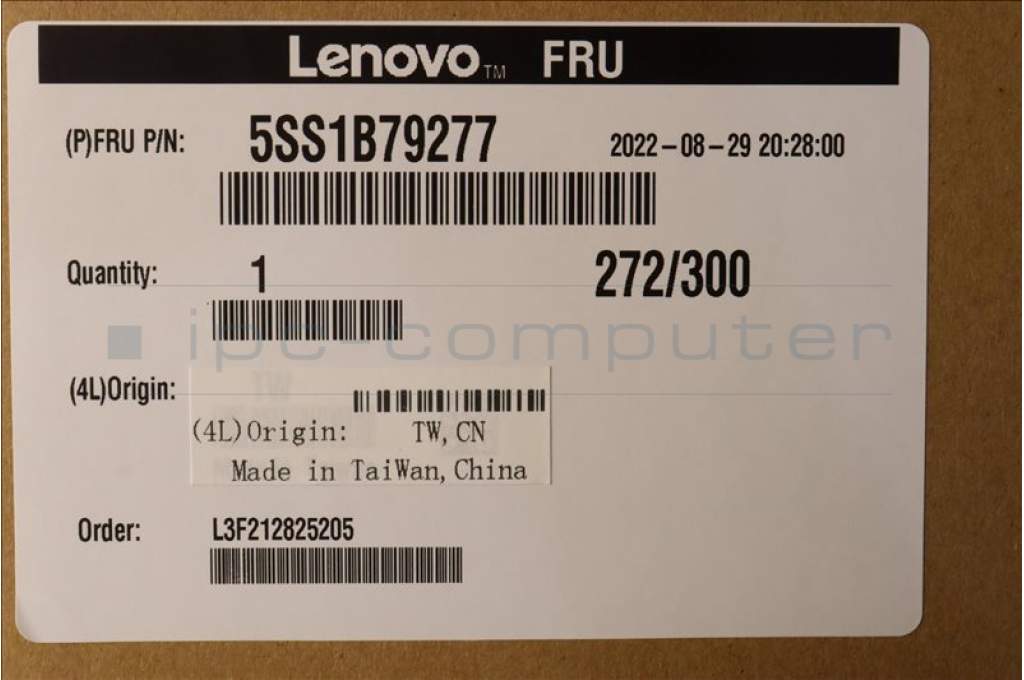 Lenovo™ FRU
(P)FRU P/N: 5SS1B79277 2022-08-29 20:28:00
Quantity: 1 272/300
ipc-computer
(4L)Origin:
(4L)Origin: TW,CN
Made in TaiWan,China
Order: L3F212825205